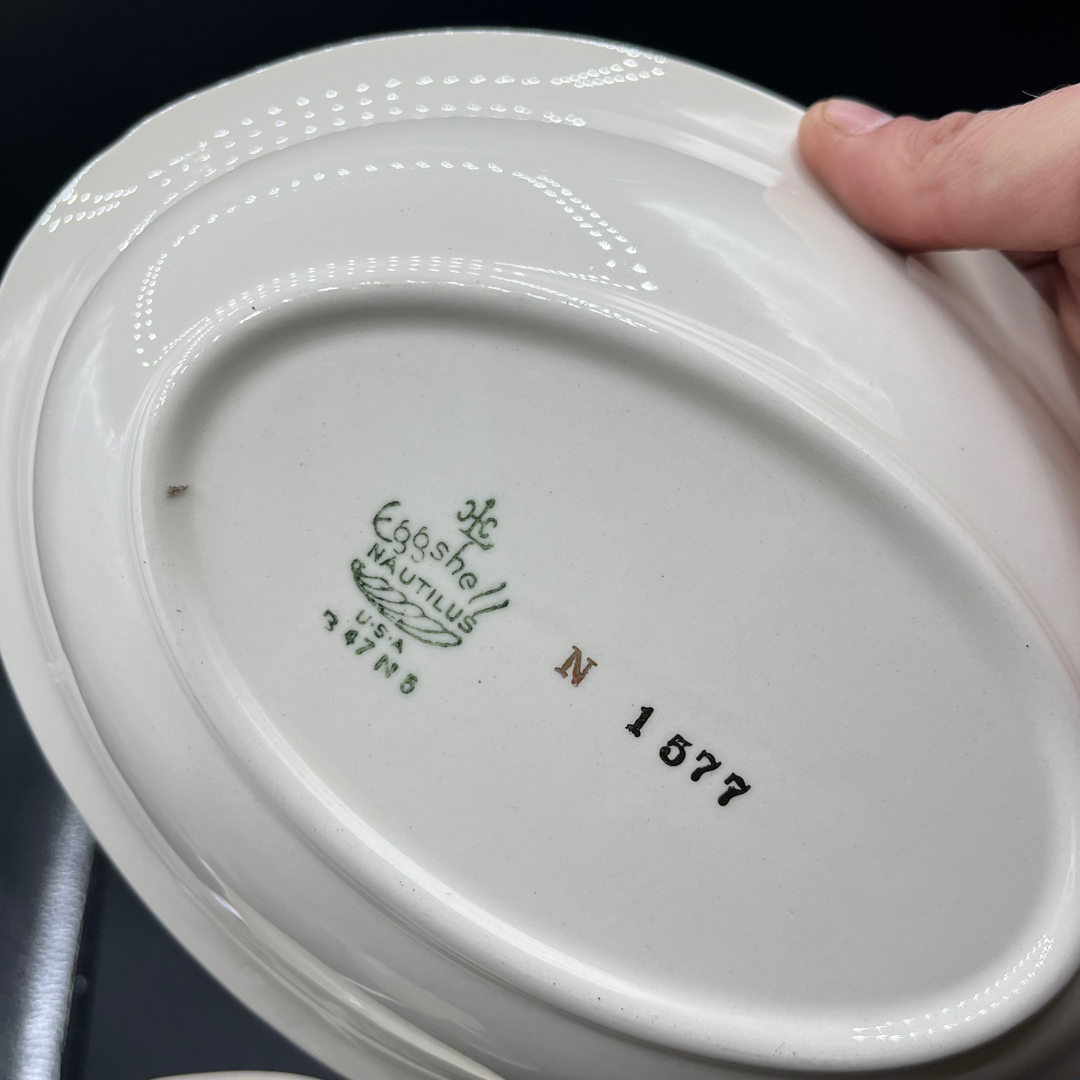 HLC
Eggshell
NAUTILUS
U.S.A
347N5
N
1577